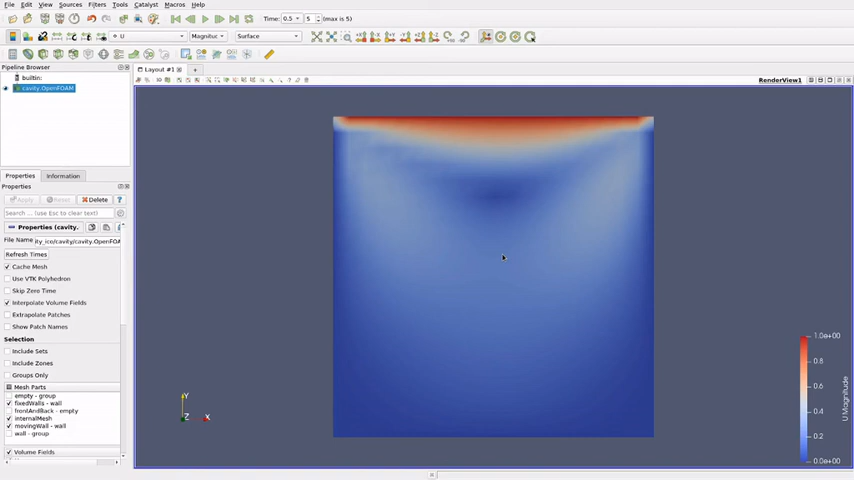 File Edit View Sources Filters Tools Catalyst Macros Help
Time: 0.5 5 (max is 5)
U Magnituc Surface
Pipeline Browser
Layout #1 +
builtin:
RenderView1
cavity.OpenFOAM
Properties Information
Properties
Apply Reset Delete ?
Search ... (use Esc to clear text)
Properties (cavity.
File Name ity_ico/cavity/cavity.OpenFOA
Refresh Times
Cache Mesh
Use VTK Polyhedron
Skip Zero Time
Interpolate Volume Fields
Extrapolate Patches
Show Patch Names
Selection
Include Sets
Include Zones
Groups Only
Mesh Parts
empty - group
fixedWalls - wall
frontAndBack - empty
internalMesh
movingWall - wall
wall - group
Volume Fields
Y
Z X
1.0e+00
0.8
0.6
0.4
0.2
0.0e+00
U Magnitude